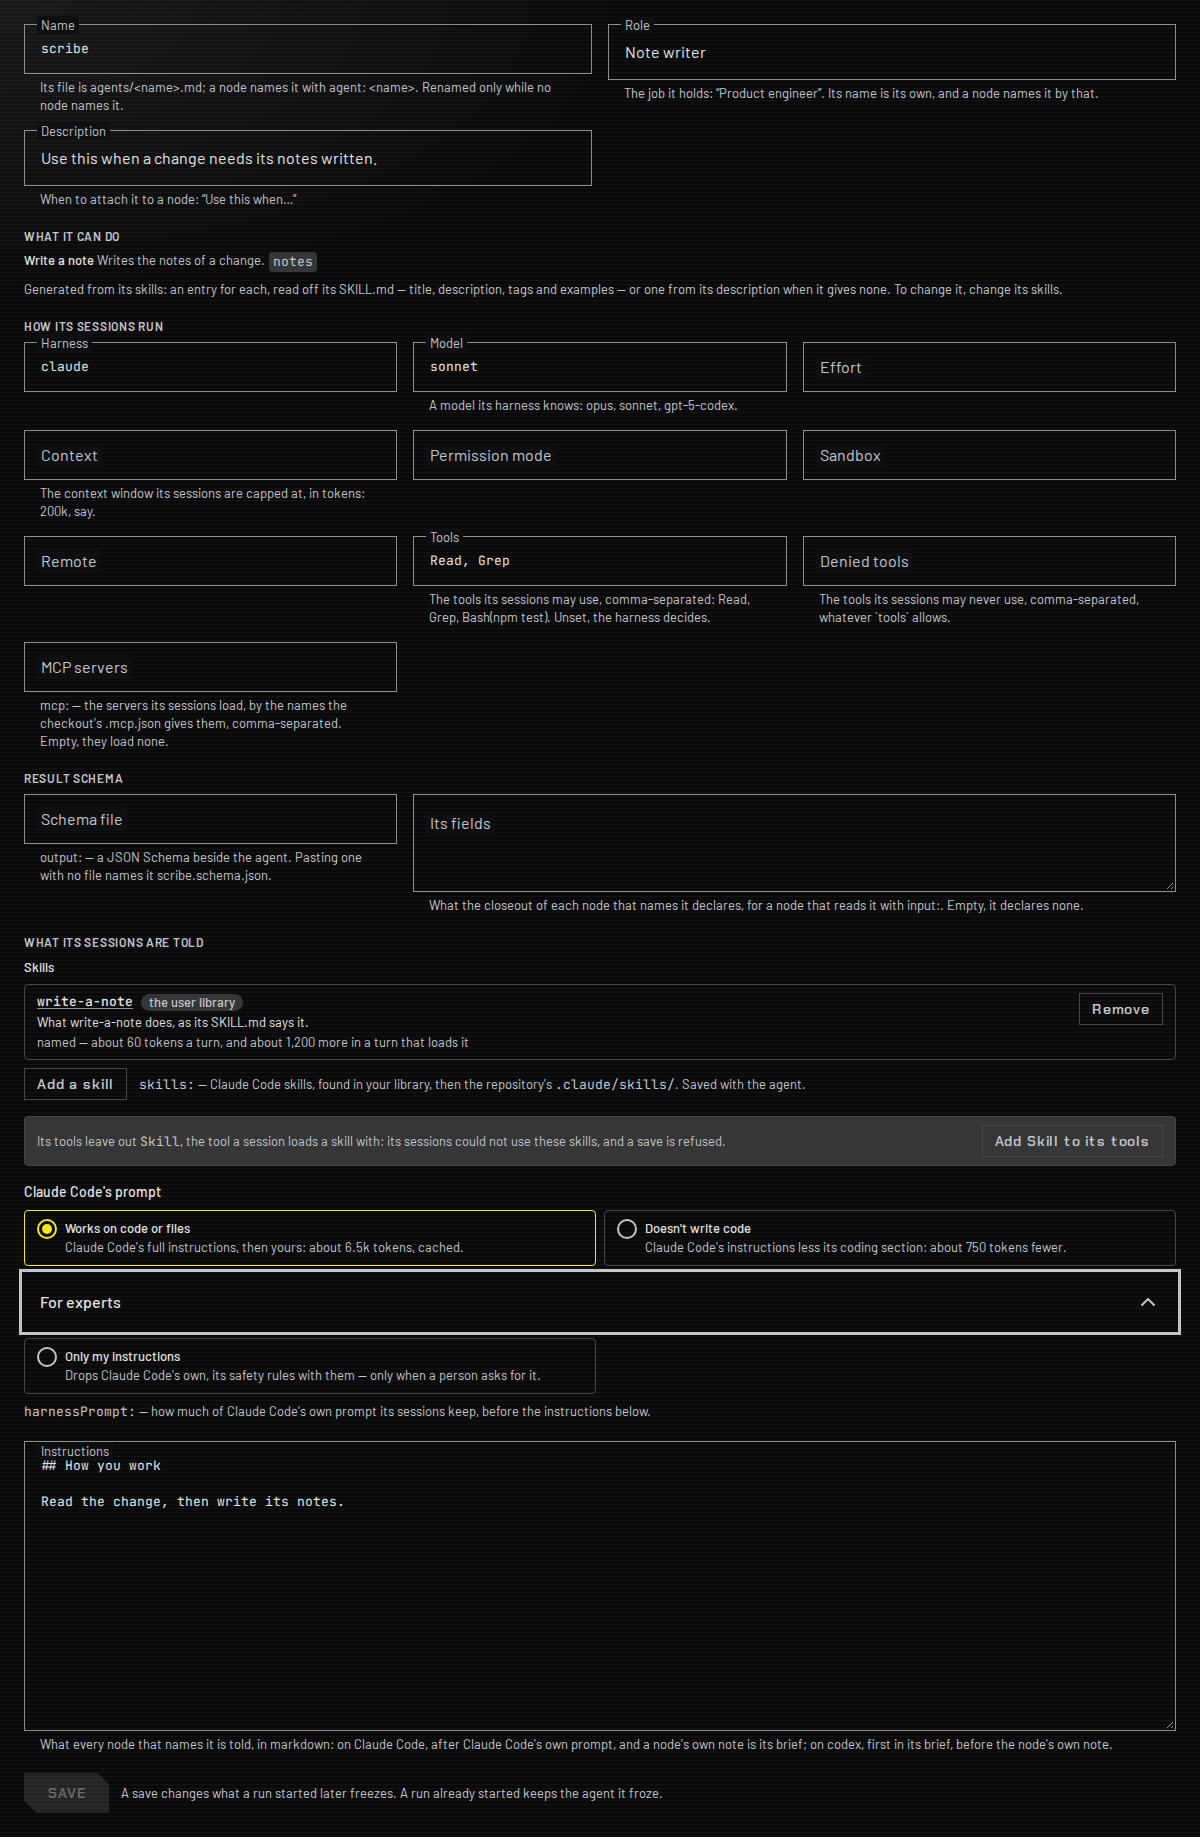 Name
scribe
Its file is agents/<name>.md; a node names it with agent: <name>. Renamed only while no
node names it.
Role
Note writer
The job it holds: “Product engineer”. Its name is its own, and a node names it by that.
Description
Use this when a change needs its notes written.
When to attach it to a node: “Use this when…”
WHAT IT CAN DO
Write a note Writes the notes of a change. notes
Generated from its skills: an entry for each, read off its SKILL.md — title, description, tags and examples — or one from its description when it gives none. To change it, change its skills.
HOW ITS SESSIONS RUN
Harness
claude
Model
sonnet
A model its harness knows: opus, sonnet, gpt-5-codex.
Effort
Context
The context window its sessions are capped at, in tokens:
200k, say.
Permission mode
Sandbox
Remote
Tools
Read, Grep
The tools its sessions may use, comma-separated: Read,
Grep, Bash(npm test). Unset, the harness decides.
Denied tools
The tools its sessions may never use, comma-separated,
whatever `tools` allows.
MCP servers
mcp: — the servers its sessions load, by the names the
checkout's .mcp.json gives them, comma-separated.
Empty, they load none.
RESULT SCHEMA
Schema file
output: — a JSON Schema beside the agent. Pasting one
with no file names it scribe.schema.json.
Its fields
What the closeout of each node that names it declares, for a node that reads it with input:. Empty, it declares none.
WHAT ITS SESSIONS ARE TOLD
Skills
write-a-note the user library
What write-a-note does, as its SKILL.md says it.
named — about 60 tokens a turn, and about 1,200 more in a turn that loads it
Remove
Add a skill
skills: — Claude Code skills, found in your library, then the repository's .claude/skills/. Saved with the agent.
Its tools leave out Skill, the tool a session loads a skill with: its sessions could not use these skills, and a save is refused.
Add Skill to its tools
Claude Code's prompt
Works on code or files
Claude Code's full instructions, then yours: about 6.5k tokens, cached.
Doesn't write code
Claude Code's instructions less its coding section: about 750 tokens fewer.
For experts
Only my instructions
Drops Claude Code's own, its safety rules with them — only when a person asks for it.
harnessPrompt: — how much of Claude Code's own prompt its sessions keep, before the instructions below.
Instructions
## How you work
Read the change, then write its notes.
What every node that names it is told, in markdown: on Claude Code, after Claude Code's own prompt, and a node's own note is its brief; on codex, first in its brief, before the node's own note.
SAVE
A save changes what a run started later freezes. A run already started keeps the agent it froze.